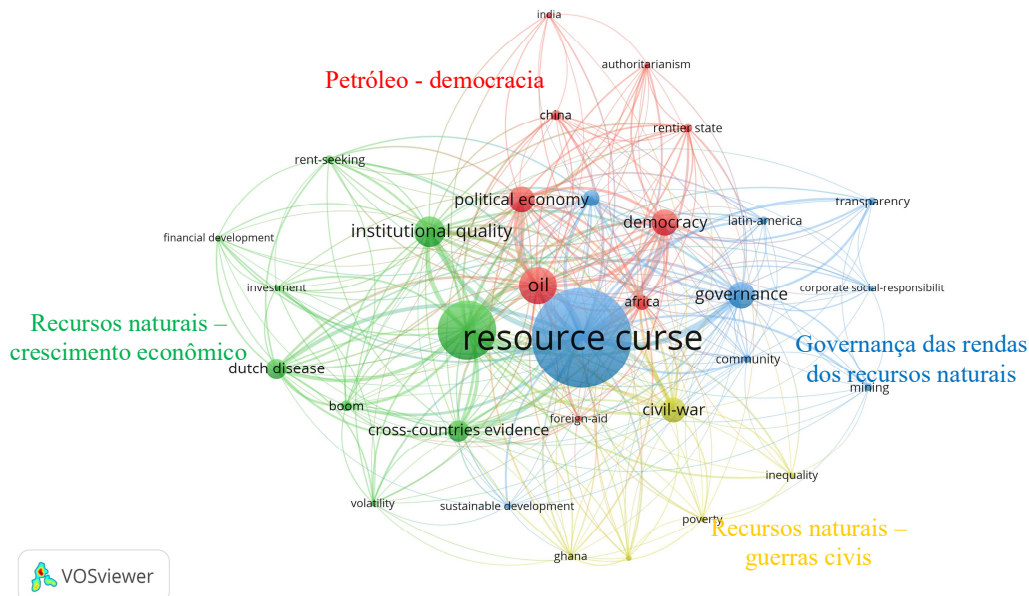 india
authoritarianism
Petróleo - democracia
china
rentier state
rent-seeking
political economy
transparency
democracy
latin-america
institutional quality
financial development
oil
investment
governance
corporate social-responsibilit
africa
Recursos naturais –
crescimento econômico
resource curse
Governança das rendas
dos recursos naturais
community
dutch disease
mining
boom
civil-war
foreign-aid
cross-countries evidence
inequality
volatility
sustainable development
poverty
Recursos naturais –
guerras civis
ghana
VOSviewer